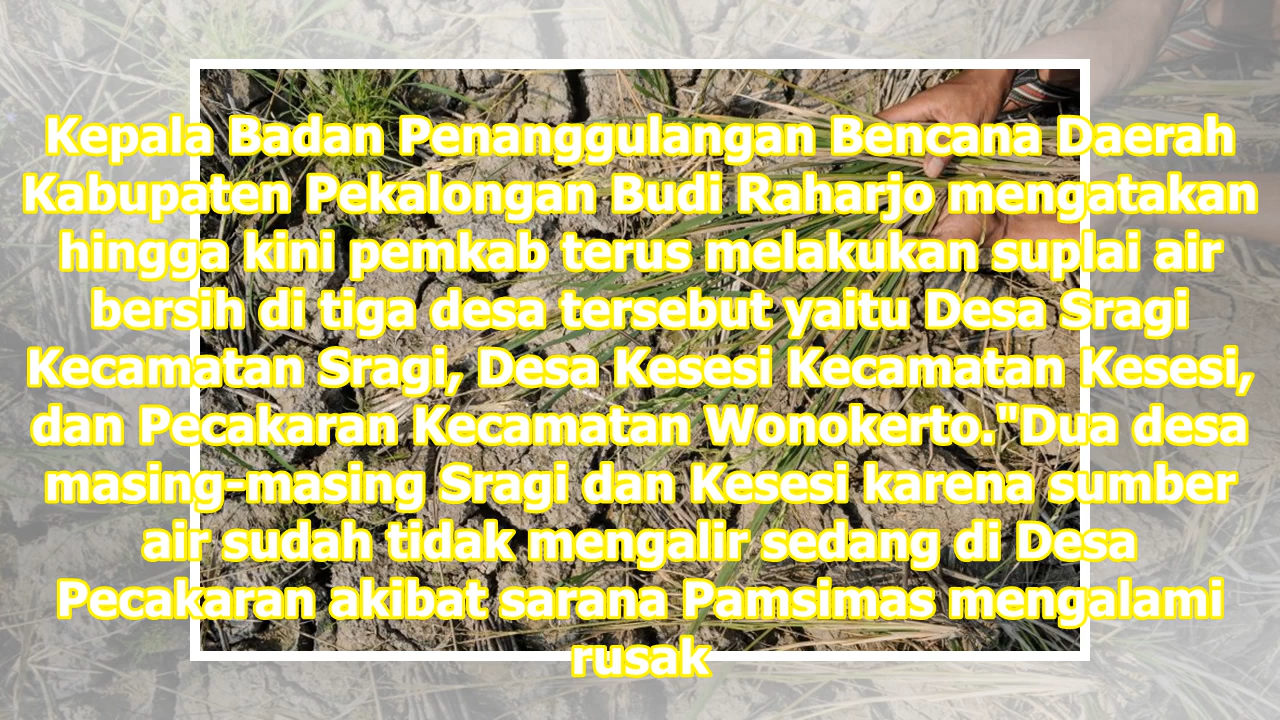 Kepala Badan Penanggulangan Bencana Daerah
Kabupaten Pekalongan Budi Raharjo mengatakan
hingga kini pemkab terus melakukan suplai air
bersih di tiga desa tersebut yaitu Desa Sragi
Kecamatan Sragi, Desa Kesesi Kecamatan Kesesi,
dan Pecakaran Kecamatan Wonokerto."Dua desa
masing-masing Sragi dan Kesesi karena sumber
air sudah tidak mengalir sedang di Desa
Pecakaran akibat sarana Pamsimas mengalami
rusak